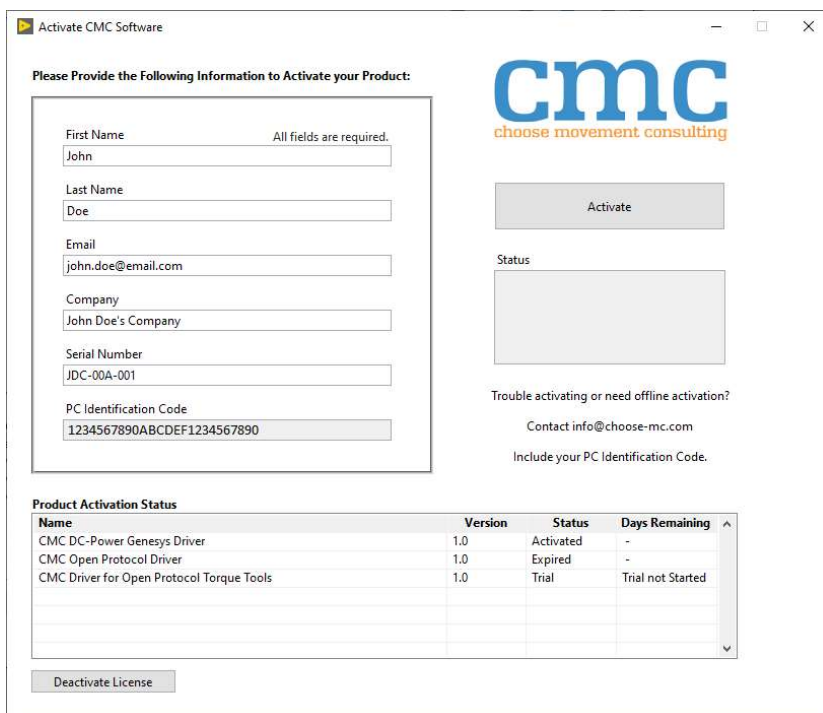 Activate CMC Software
Please Provide the Following Information to Activate your Product:
First Name
All fields are required.
John
Last Name
Doe
Email
john.doe@email.com
Company
John Doe's Company
Serial Number
JDC-00A-001
PC Identification Code
1234567890ABCDEF1234567890
cmc
choose movement consulting
Activate
Status
Trouble activating or need offline activation?
Contact info@choose-mc.com
Include your PC Identification Code.
Product Activation Status
Name Version Status Days Remaining
CMC DC-Power Genesys Driver 1.0 Activated -
CMC Open Protocol Driver 1.0 Expired -
CMC Driver for Open Protocol Torque Tools 1.0 Trial Trial not Started
Deactivate License